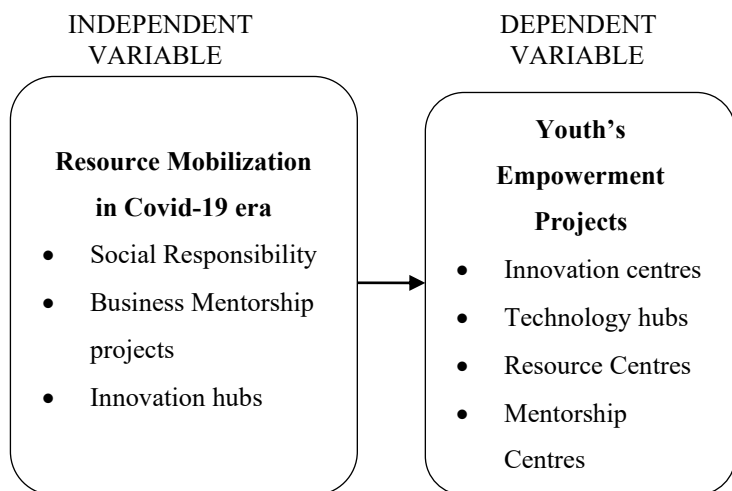 INDEPENDENT
VARIABLE
Resource Mobilization
in Covid-19 era
• Social Responsibility
• Business Mentorship
projects
• Innovation hubs
DEPENDENT
VARIABLE
Youth’s
Empowerment
Projects
• Innovation centres
• Technology hubs
• Resource Centres
• Mentorship
Centres